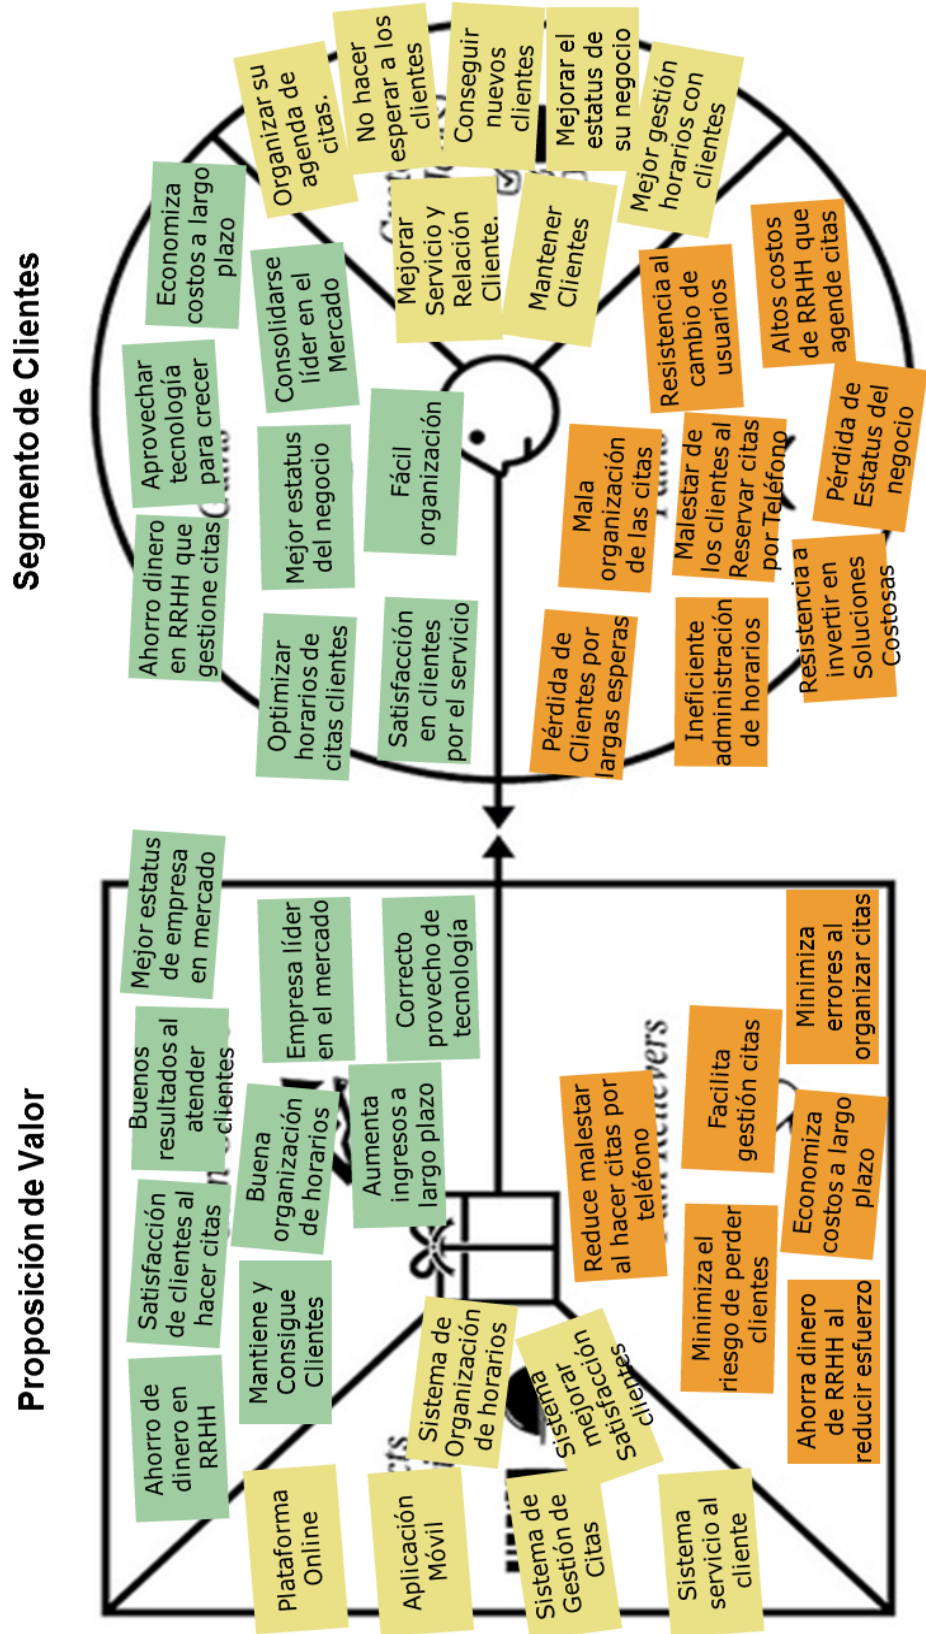 Proposición de Valor
Ahorro de
dinero en
RRHH
Satisfacción
de clientes al
hacer citas
Buenos
resultados al
atender
clientes
Mejor estatus
de empresa
en mercado
Mantiene y
Consigue
Clientes
Buena
organización
de horarios
Empresa líder
en el mercado
Aumenta
ingresos a
largo plazo
Correcto
provecho de
tecnología
Plataforma
Online
Aplicación
Móvil
Sistema de
Organización
de horarios
Sistema de
Gestión de
Citas
Sistema
mejorar
Satisfacción
clientes
Sistema
servicio al
cliente
Reduce malestar
al hacer citas por
teléfono
Minimiza el
riesgo de perder
clientes
Facilita
gestión citas
Ahorra dinero
de RRHH al
reducir esfuerzo
Economiza
costos a largo
plazo
Minimiza
errores al
organizar citas
Relievers
Segmento de Clientes
Ahorro dinero
en RRHH que
gestione citas
Aprovechar
tecnología
para crecer
Economiza
costos a largo
plazo
Optimizar
horarios de
citas clientes
Mejor estatus
del negocio
Consolidarse
líder en el
Mercado
Satisfacción
en clientes
por el servicio
Fácil
organización
Organizar su
agenda de
citas.
No hacer
esperar a los
clientes
Conseguir
nuevos
clientes
Mejorar el
estatus de
su negocio
Mejor gestión
horarios con
clientes
Mejorar
Servicio y
Relación
Cliente.
Mantener
Clientes
Pérdida de
Clientes por
largas esperas
Mala
organización
de las citas
Resistencia al
cambio de
usuarios
Ineficiente
administración
de horarios
Malestar de
los clientes al
Reservar citas
por Teléfono
Altos costos
de RRHH que
agende citas
Resistencia a
invertir en
Soluciones
Costosas
Pérdida de
Estatus del
negocio